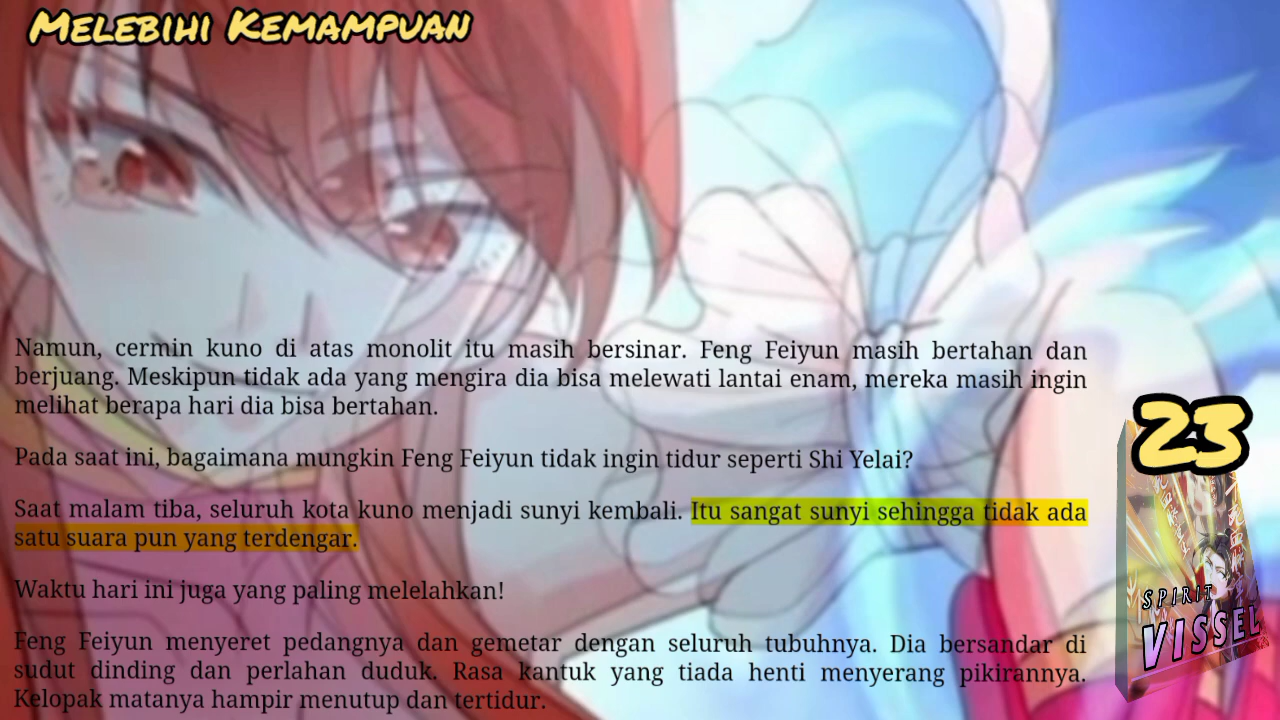 Melebihi Kemampuan
Namun, cermin kuno di atas monolit itu masih bersinar. Feng Feiyun masih bertahan dan
berjuang. Meskipun tidak ada yang mengira dia bisa melewati lantai enam, mereka masih ingin
melihat berapa hari dia bisa bertahan.
Pada saat ini, bagaimana mungkin Feng Feiyun tidak ingin tidur seperti Shi Yelai?
Saat malam tiba, seluruh kota kuno menjadi sunyi kembali. Itu sangat sunyi sehingga tidak ada
satu suara pun yang terdengar.
Waktu hari ini juga yang paling melelahkan!
Feng Feiyun menyeret pedangnya dan gemetar dengan seluruh tubuhnya. Dia bersandar di
sudut dinding dan perlahan duduk. Rasa kantuk yang tiada henti menyerang pikirannya.
Kelopak matanya hampir menutup dan tertidur.
23
SPIRIT
VISSEL